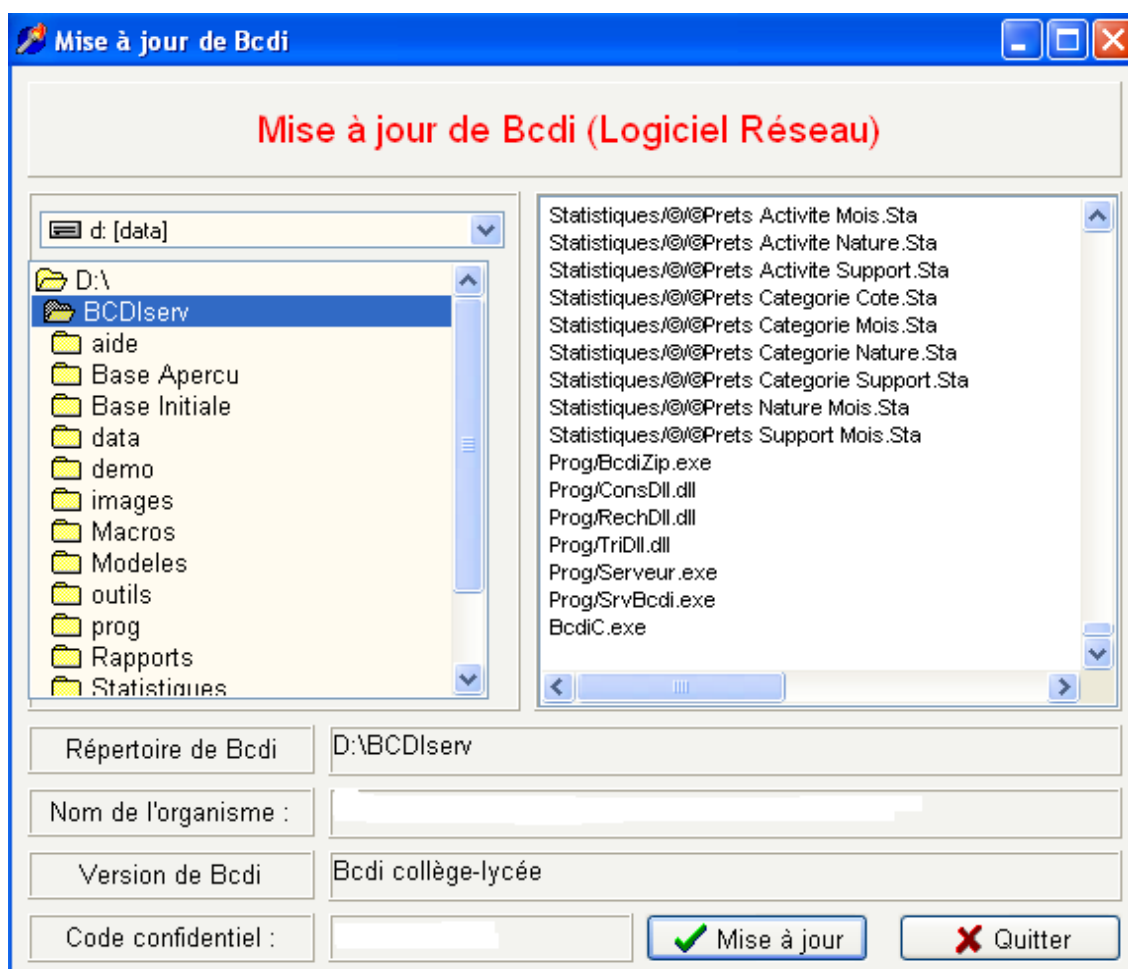 Mise à jour de Bcdi
Mise à jour de Bcdi (Logiciel Réseau)
d: [data]
D:\
BCDIserv
aide
Base Apercu
Base Initiale
data
demo
images
Macros
Modeles
outils
prog
Rapports
Statistiques
Statistiques/@/@Prets Activite Mois.Sta
Statistiques/@/@Prets Activite Nature.Sta
Statistiques/@/@Prets Activite Support.Sta
Statistiques/@/@Prets Categorie Cote.Sta
Statistiques/@/@Prets Categorie Mois.Sta
Statistiques/@/@Prets Categorie Nature.Sta
Statistiques/@/@Prets Categorie Support.Sta
Statistiques/@/@Prets Nature Mois.Sta
Statistiques/@/@Prets Support Mois.Sta
Prog/BcdiZip.exe
Prog/ConsDll.dll
Prog/RechDll.dll
Prog/TriDll.dll
Prog/Serveur.exe
Prog/SrvBcdi.exe
BcdiC.exe
Répertoire de Bcdi
D:\BCDIserv
Nom de l'organisme :
Version de Bcdi
Bcdi collège-lycée
Code confidentiel :
Mise à jour
Quitter